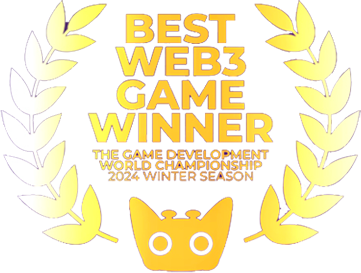 BEST
WEB3
GAME
WINNER
THE GAME DEVELOPMENT
WORLD CHAMPIONSHIP
2024 WINTER SEASON